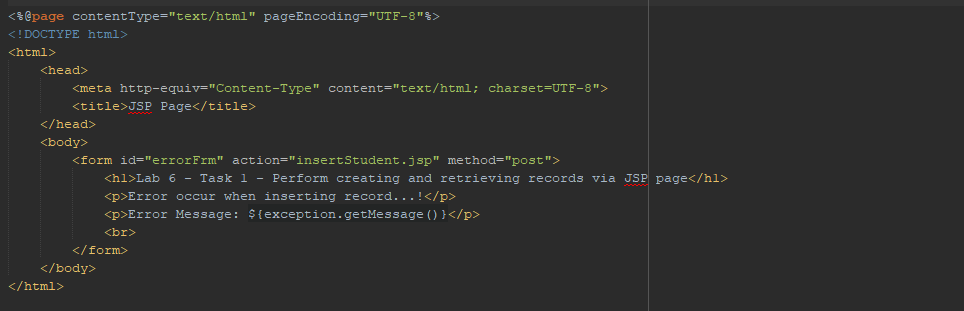 <%@page contentType="text/html" pageEncoding="UTF-8"%>
<!DOCTYPE html>
<html>
    <head>
        <meta http-equiv="Content-Type" content="text/html; charset=UTF-8">
        <title>JSP Page</title>
    </head>
    <body>
        <form id="errorFrm" action="insertStudent.jsp" method="post">
            <h1>Lab 6 - Task 1 - Perform creating and retrieving records via JSP page</h1>
            <p>Error occur when inserting record...!</p>
            <p>Error Message: ${exception.getMessage()}</p>
            <br>
        </form>
    </body>
</html>